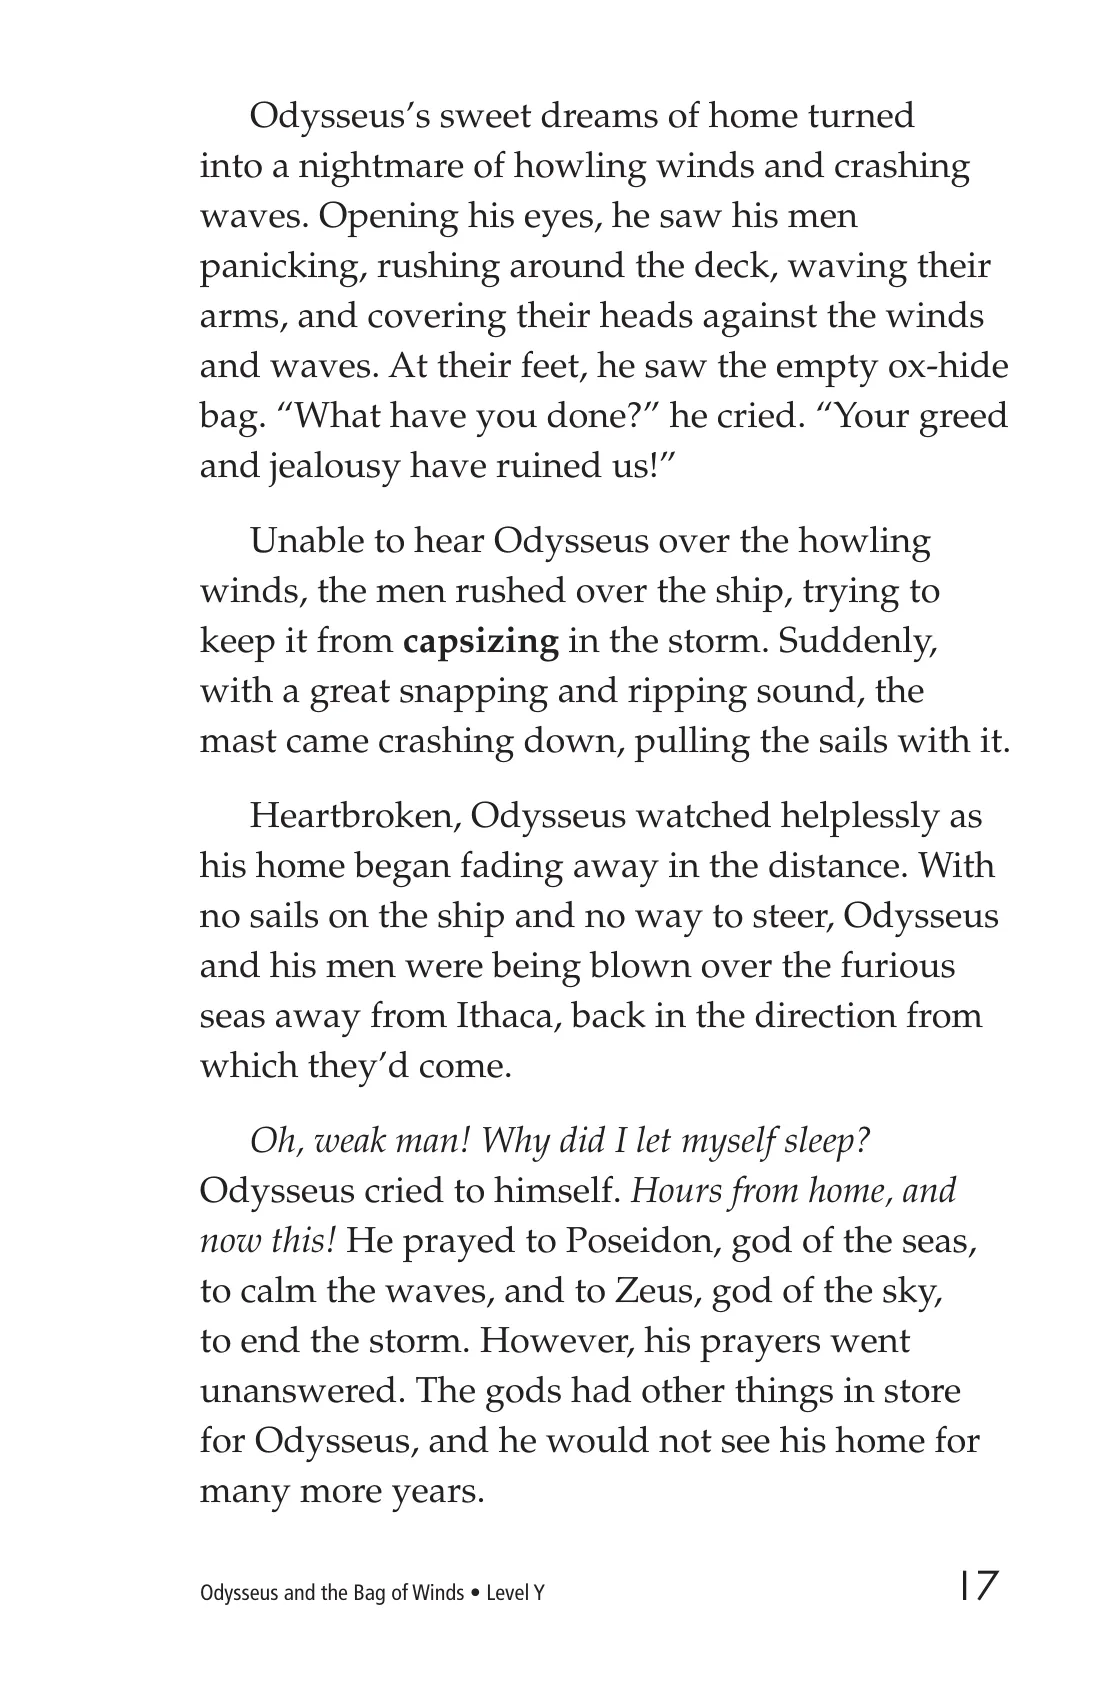 Odysseus’s sweet dreams of home turned
into a nightmare of howling winds and crashing
waves. Opening his eyes, he saw his men
panicking, rushing around the deck, waving their
arms, and covering their heads against the winds
and waves. At their feet, he saw the empty ox-hide
bag. “What have you done?” he cried. “Your greed
and jealousy have ruined us!”
Unable to hear Odysseus over the howling
winds, the men rushed over the ship, trying to
keep it from capsizing in the storm. Suddenly,
with a great snapping and ripping sound, the
mast came crashing down, pulling the sails with it.
Heartbroken, Odysseus watched helplessly as
his home began fading away in the distance. With
no sails on the ship and no way to steer, Odysseus
and his men were being blown over the furious
seas away from Ithaca, back in the direction from
which they’d come.
Oh, weak man! Why did I let myself sleep?
Odysseus cried to himself. Hours from home, and
now this! He prayed to Poseidon, god of the seas,
to calm the waves, and to Zeus, god of the sky,
to end the storm. However, his prayers went
unanswered. The gods had other things in store
for Odysseus, and he would not see his home for
many more years.
Odysseus and the Bag of Winds • Level Y 17